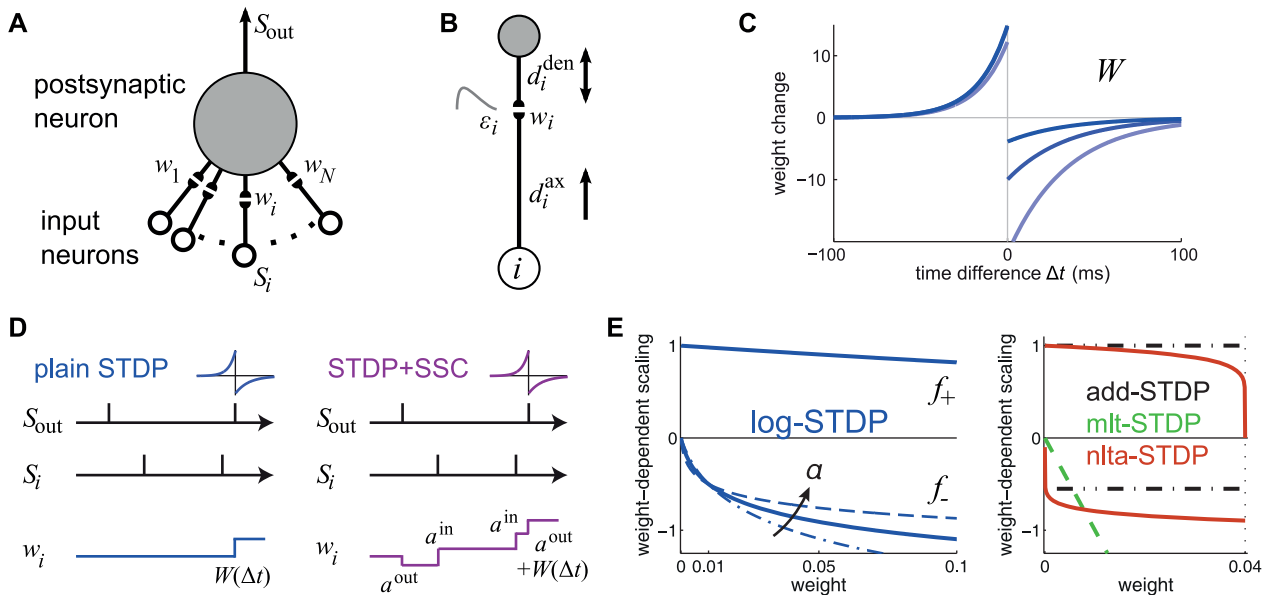 A
S_out
postsynaptic
neuron
w_1
w_i
w_N
input
neurons
S_i
B
d_i^den
ε_i
w_i
d_i^ax
i
C
W
weight change
10
0
−10
−100
0
100
time difference Δt (ms)
D
plain STDP
S_out
S_i
w_i
W(Δt)
STDP+SSC
S_out
S_i
w_i
a^out
a^in
a^in
a^out
+W(Δt)
E
weight−dependent scaling
1
0
−1
f_+
log-STDP
α
f_-
0
0.01
0.05
0.1
weight
weight−dependent scaling
1
0
−1
add-STDP
mlt-STDP
nlta-STDP
0
0.04
weight